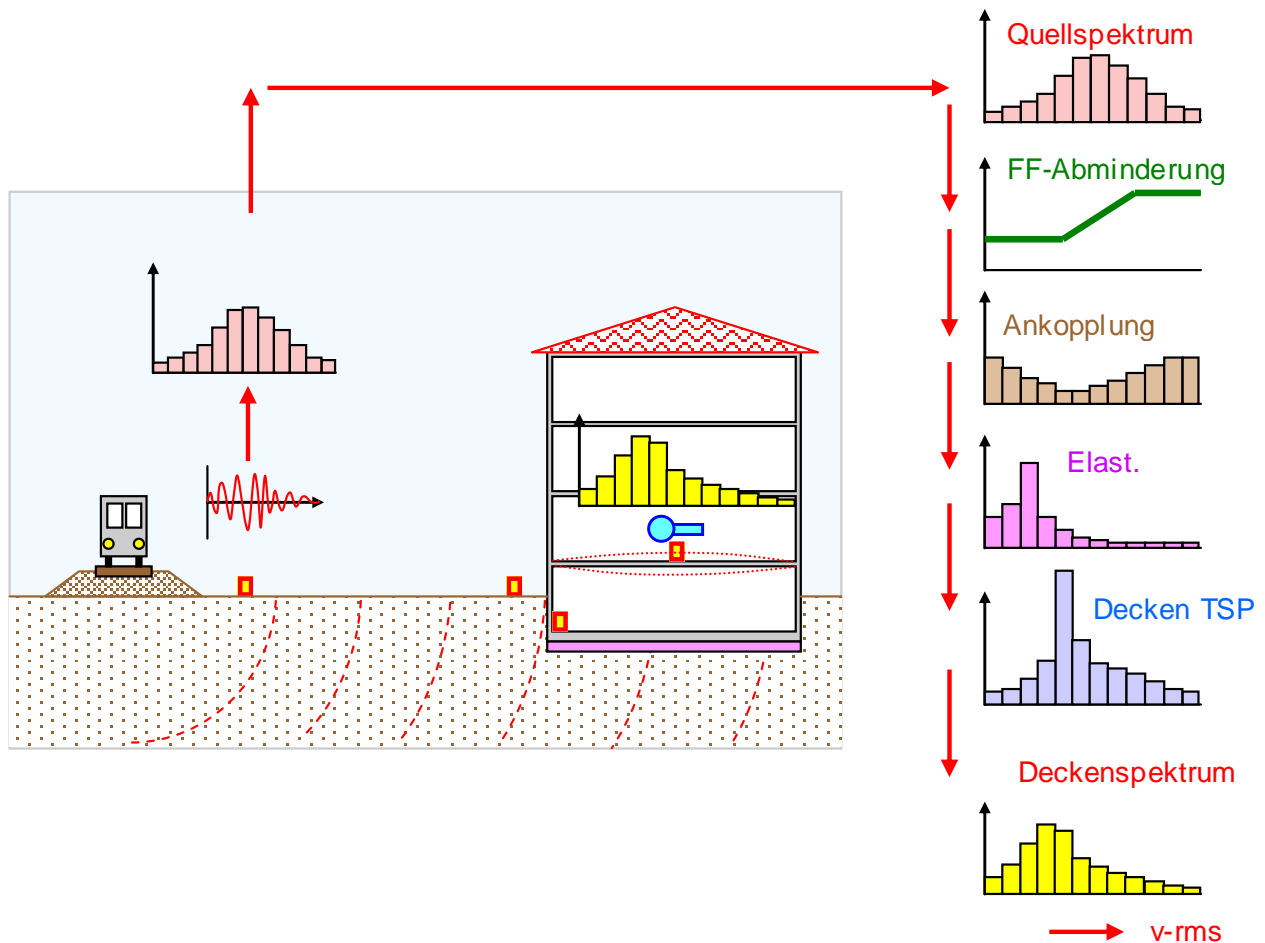 Quellspektrum
FF-Abminderung
Ankopplung
Elast.
Decken TSP
Deckenspektrum
v-rms